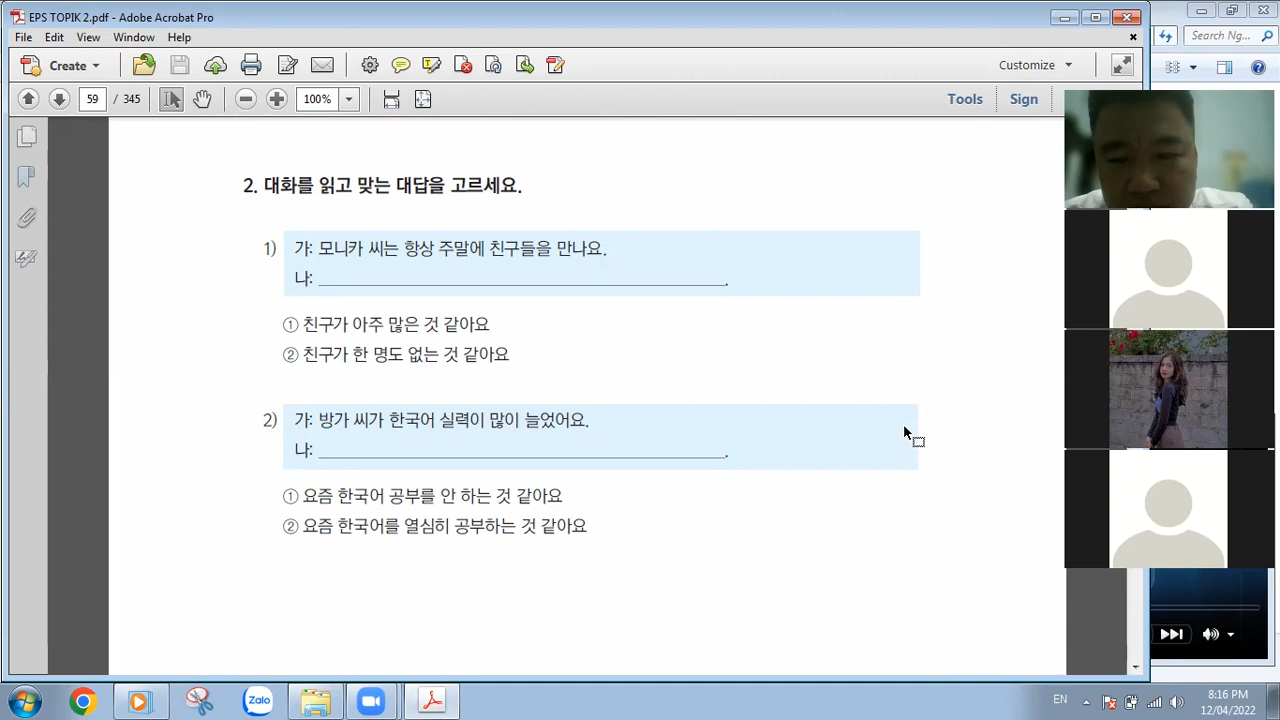 EPS TOPIK 2.pdf - Adobe Acrobat Pro
File Edit View Window Help
Create
Customize
59 / 345
100%
Tools Sign
Search Ng...
2. 대화를 읽고 맞는 대답을 고르세요.
1) 가: 모니카 씨는 항상 주말에 친구들을 만나요.
나: ________________________.
① 친구가 아주 많은 것 같아요
② 친구가 한 명도 없는 것 같아요
2) 가: 방가 씨가 한국어 실력이 많이 늘었어요.
나: ________________________.
① 요즘 한국어 공부를 안 하는 것 같아요
② 요즘 한국어를 열심히 공부하는 것 같아요
Zalo
EN
8:16 PM
12/04/2022